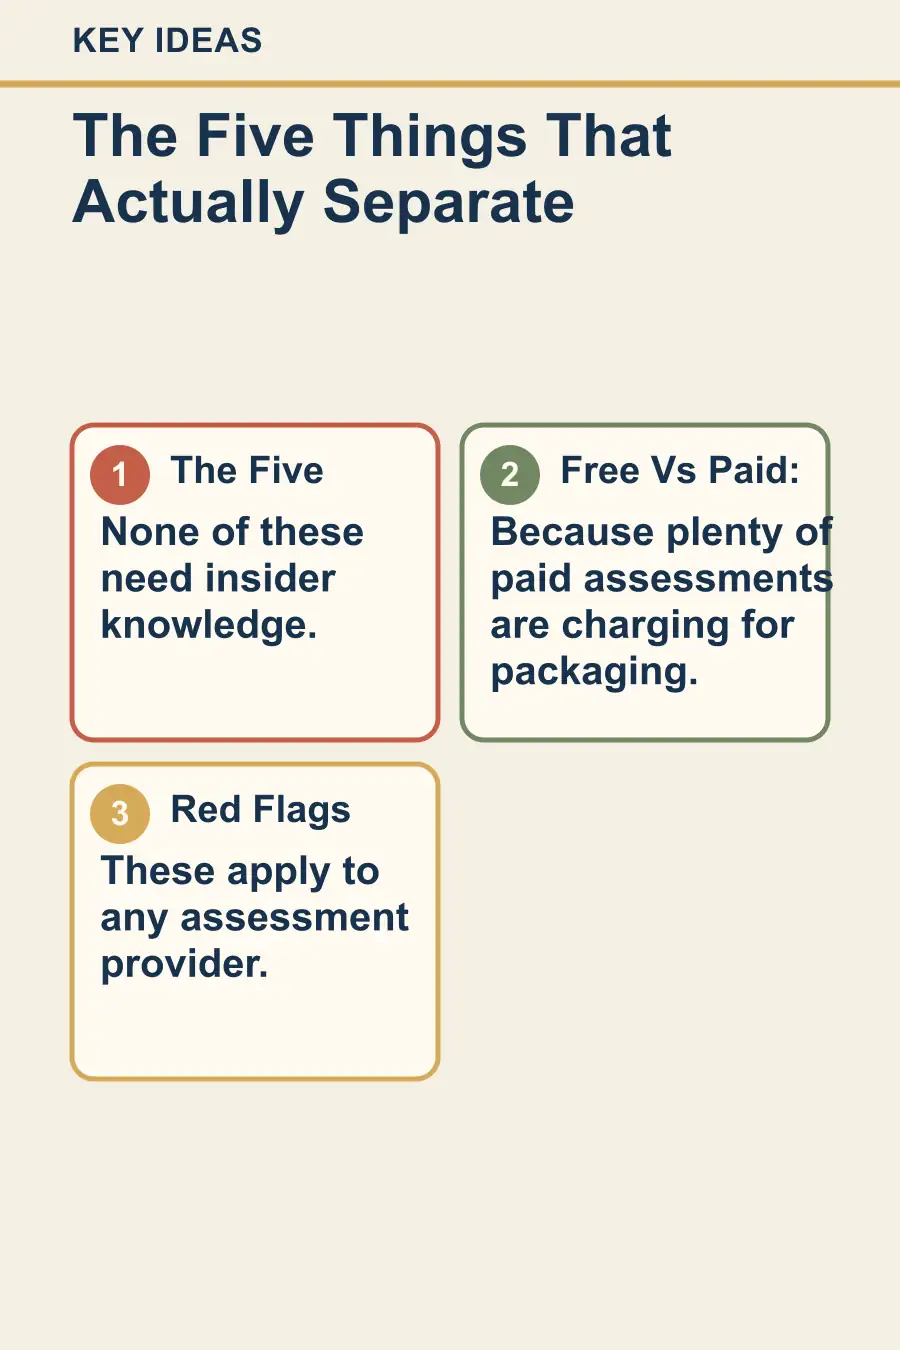 KEY IDEAS
The Five Things That
Actually Separate
1
The Five
None of these
need insider
knowledge.
2
Free Vs Paid:
Because plenty of
paid assessments
are charging for
packaging.
3
Red Flags
These apply to
any assessment
provider.